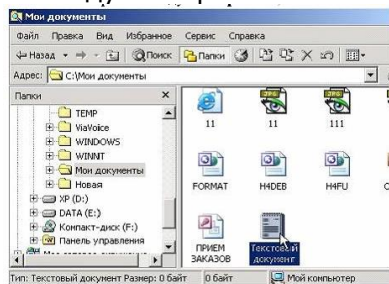 Мои документы
Файл Правка Вид Избранное Сервис Справка
Назад Поиск Папки
Адрес: C:\Мои документы
Папки
TEMP
ViaVoice
WINDOWS
WINNT
Мои документы
Новая
XP (D:)
DATA (E:)
Компакт-диск (F:)
Панель управления
11 11 111
FORMAT H4DEB H4FU
ПРИЕМ ЗАКАЗОВ
Текстовый документ
Тип: Текстовый документ Размер: 0 байт 0 байт Мой компьютер